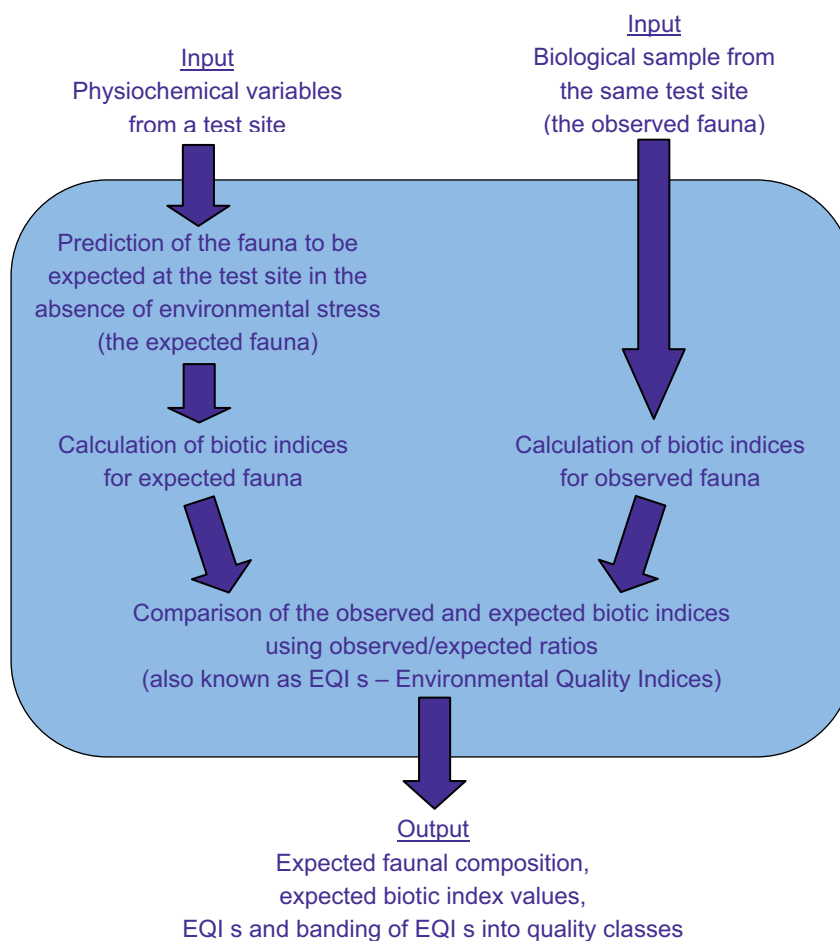 Input
Physiochemical variables
from a test site
Input
Biological sample from
the same test site
(the observed fauna)
Prediction of the fauna to be
expected at the test site in the
absence of environmental stress
(the expected fauna)
Calculation of biotic indices
for expected fauna
Calculation of biotic indices
for observed fauna
Comparison of the observed and expected biotic indices
using observed/expected ratios
(also known as EQI s – Environmental Quality Indices)
Output
Expected faunal composition,
expected biotic index values,
EQI s and banding of EQI s into quality classes